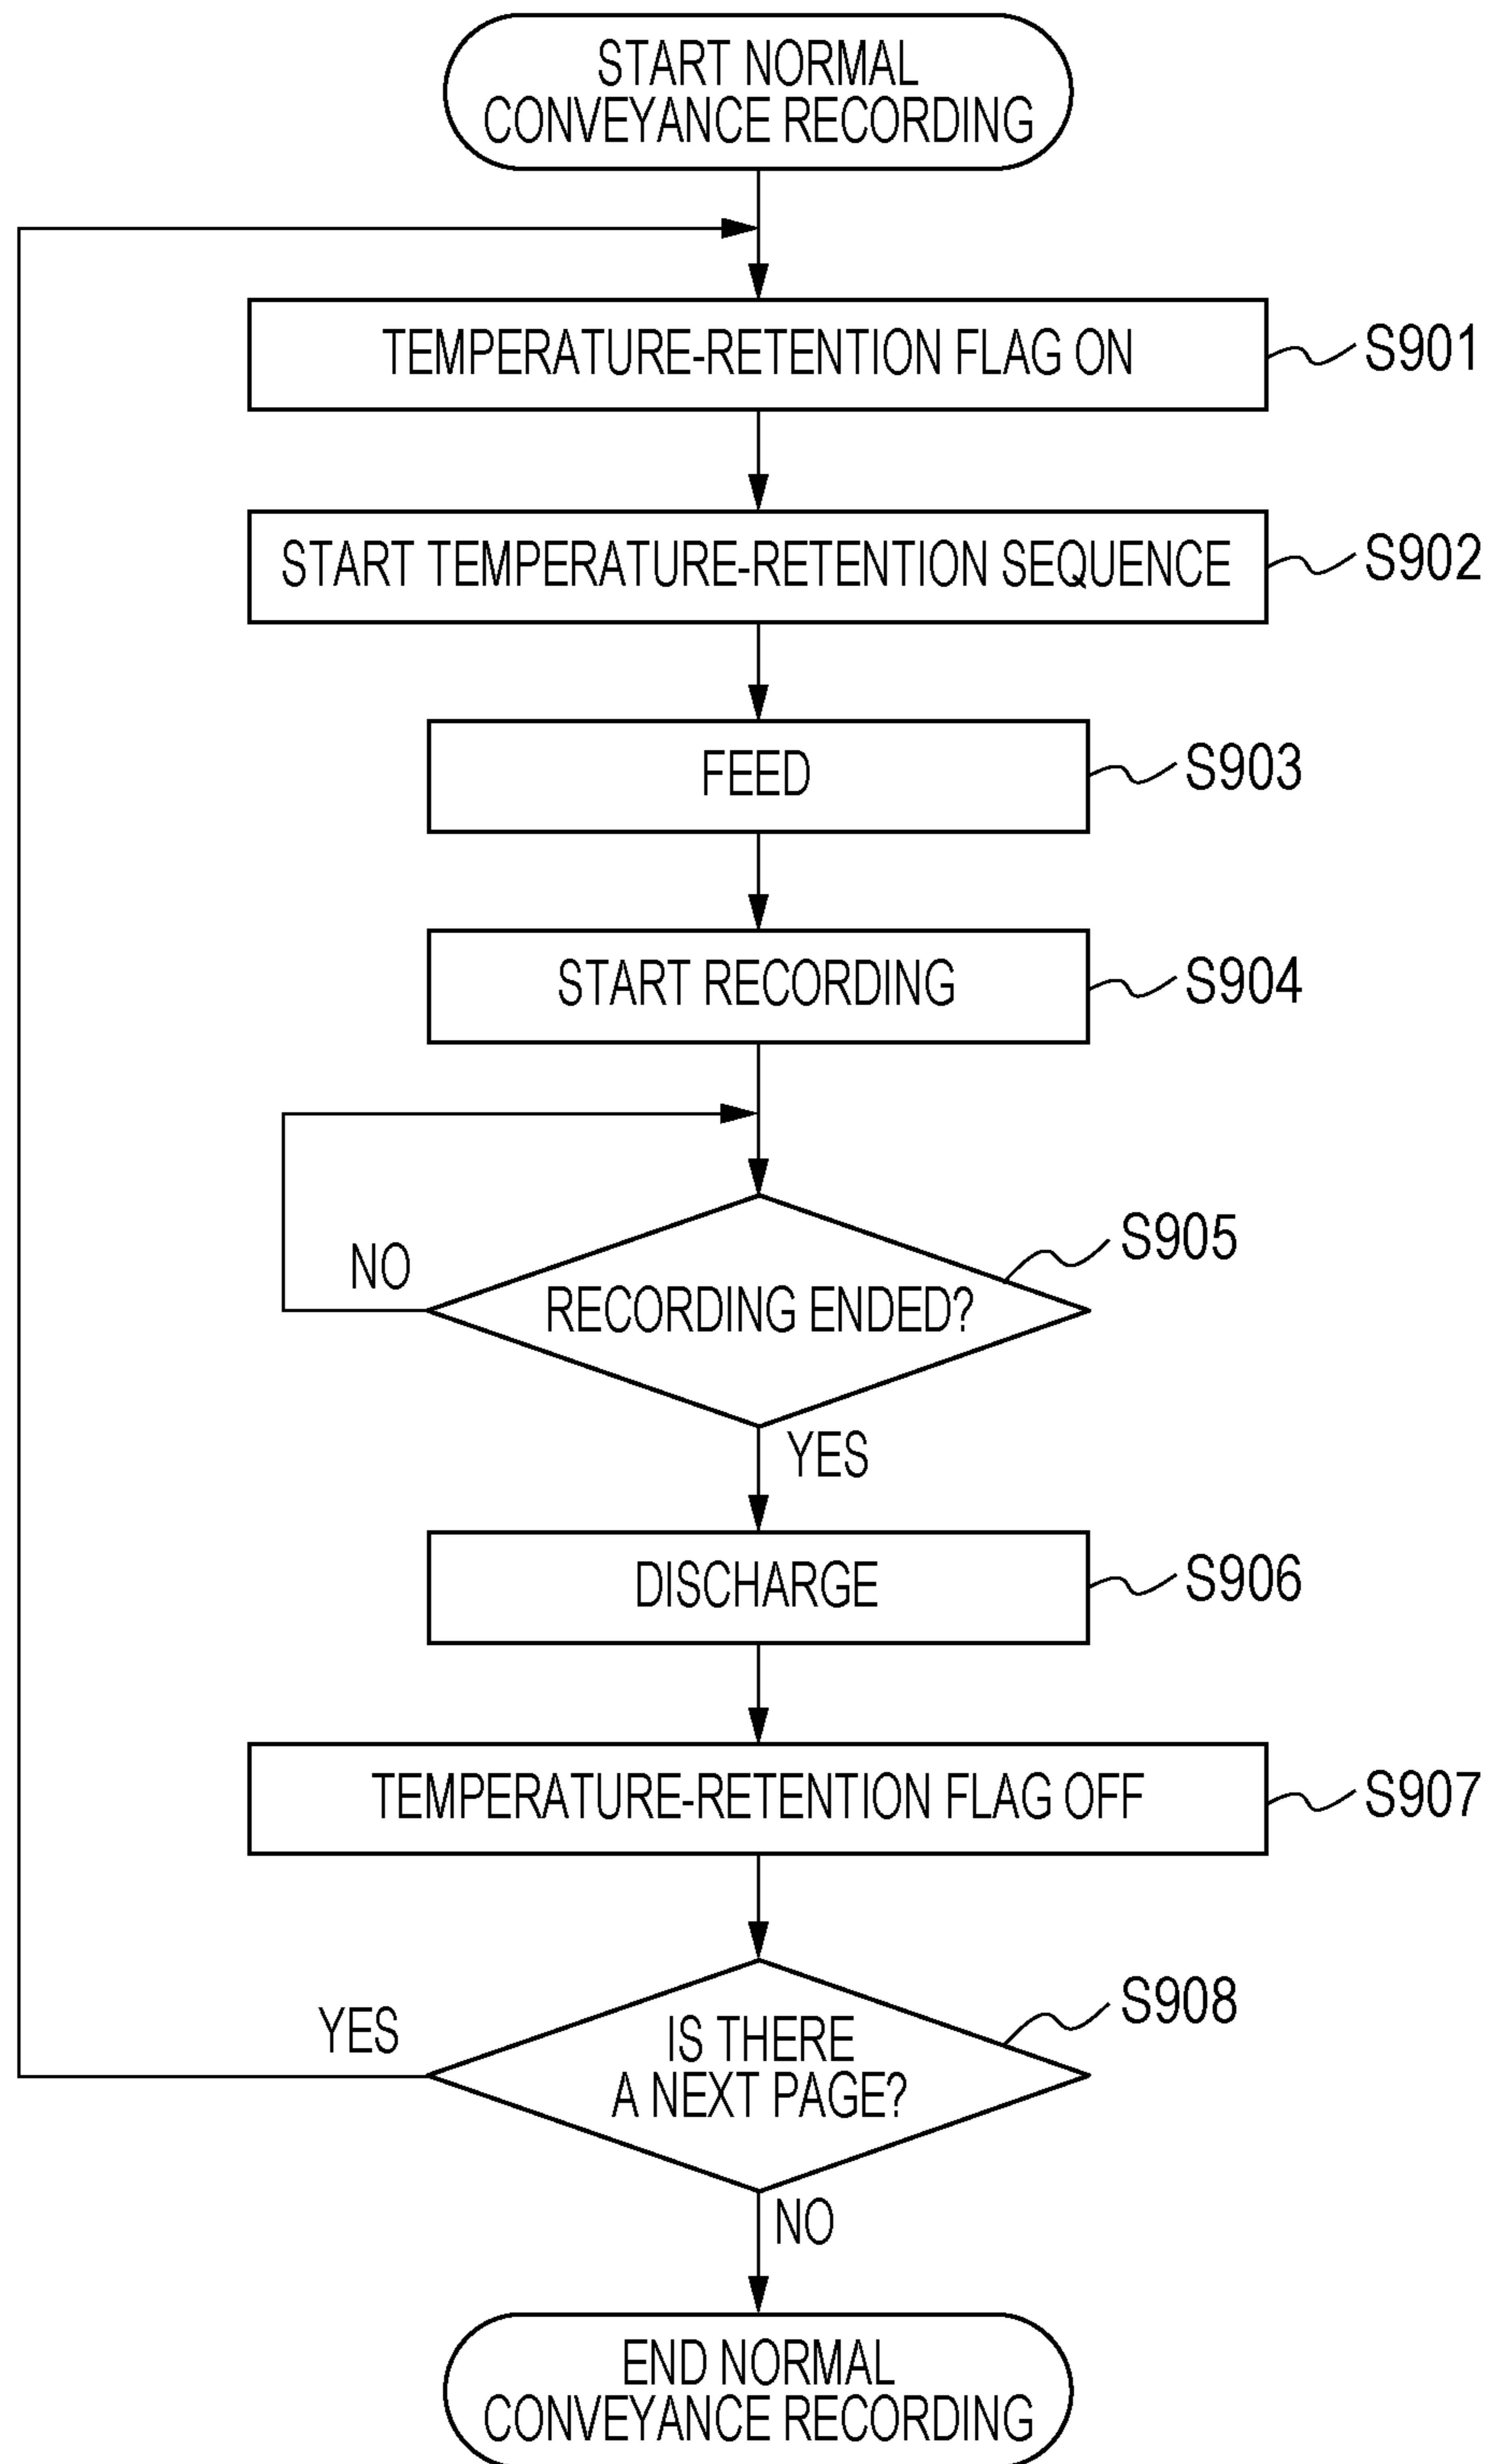 START NORMAL
CONVEYANCE RECORDING
TEMPERATURE-RETENTION FLAG ON
S901
START TEMPERATURE-RETENTION SEQUENCE
S902
FEED
S903
START RECORDING
S904
S905
NO
RECORDING ENDED?
YES
DISCHARGE
S906
TEMPERATURE-RETENTION FLAG OFF
S907
S908
YES
IS THERE
A NEXT PAGE?
NO
END NORMAL
CONVEYANCE RECORDING